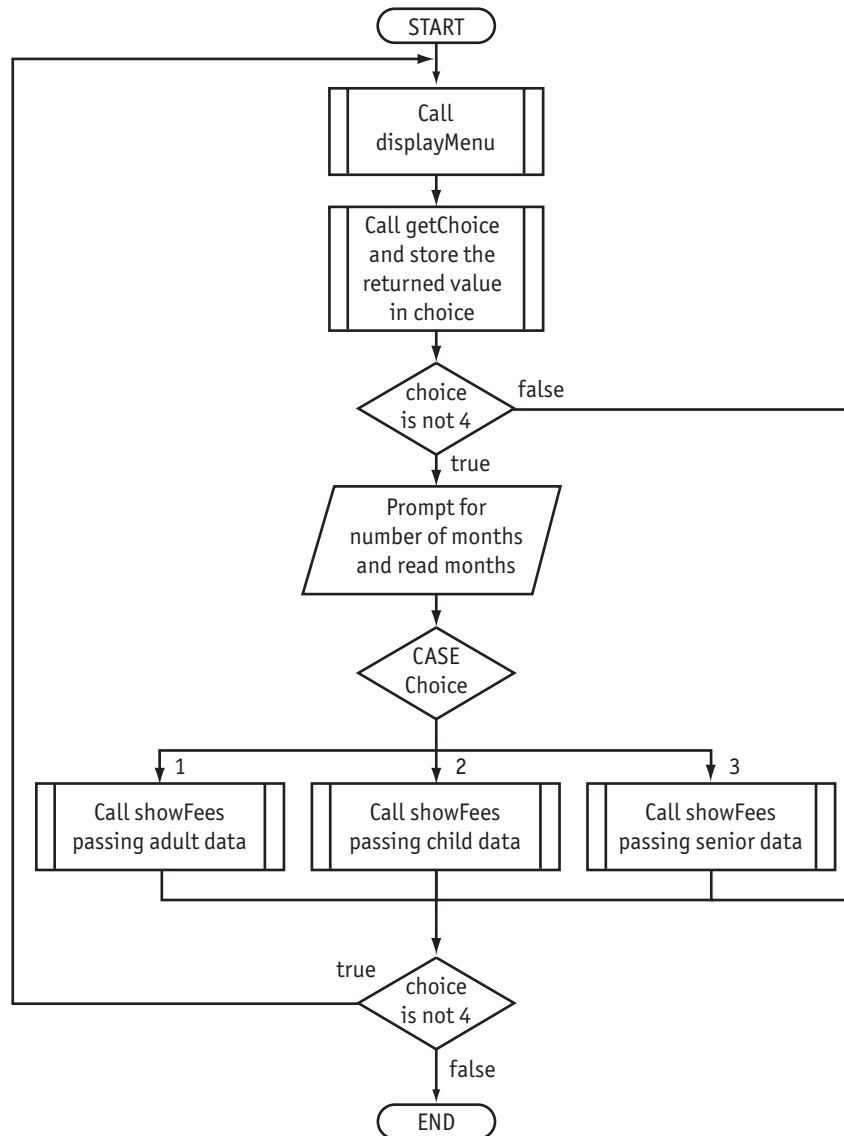 START
Call
displayMenu
Call getChoice
and store the
returned value
in choice
choice
is not 4
false
true
Prompt for
number of months
and read months
CASE
Choice
1
2
3
Call showFees
passing adult data
Call showFees
passing child data
Call showFees
passing senior data
true
choice
is not 4
false
END